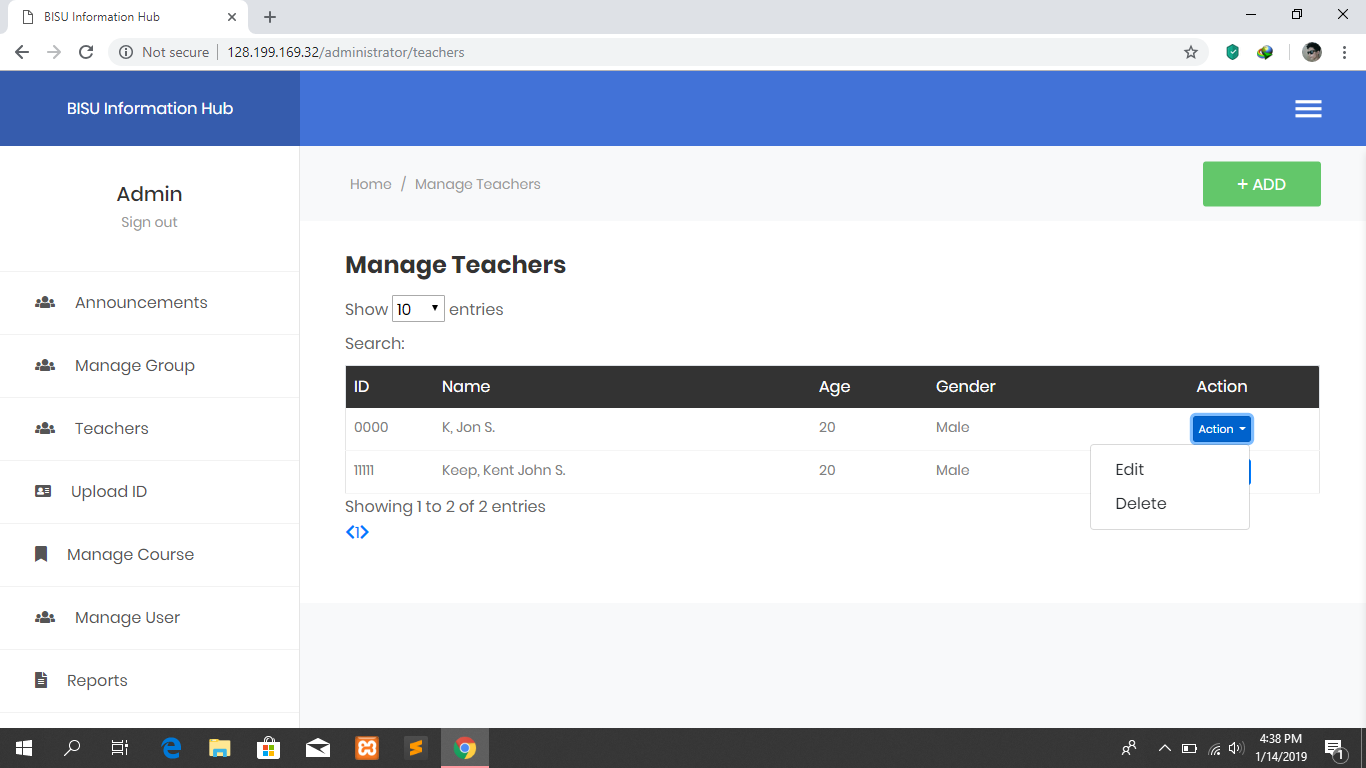 BISU Information Hub
Not secure
128.199.169.32/administrator/teachers
BISU Information Hub
Admin
Sign out
Announcements
Manage Group
Teachers
Upload ID
Manage Course
Manage User
Reports
Home / Manage Teachers
+ ADD
Manage Teachers
Show 10 entries
Search:
ID Name Age Gender Action
0000 K, Jon S. 20 Male Action
11111 Keep, Kent John S. 20 Male
Edit
Delete
Showing 1 to 2 of 2 entries
1
4:38 PM
1/14/2019
1